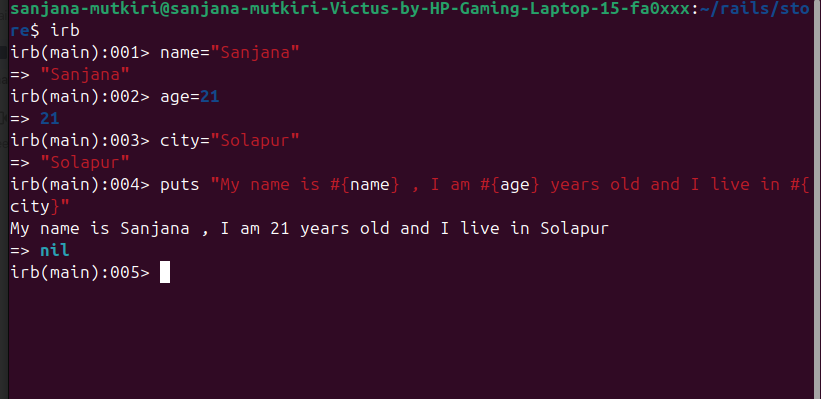 sanjana-mutkiri@sanjana-mutkiri-Victus-by-HP-Gaming-Laptop-15-fa0xxx:~/rails/sto
re$ irb
irb(main):001> name="Sanjana"
=> "Sanjana"
irb(main):002> age=21
=> 21
irb(main):003> city="Solapur"
=> "Solapur"
irb(main):004> puts "My name is #{name} , I am #{age} years old and I live in #{
city}"
My name is Sanjana , I am 21 years old and I live in Solapur
=> nil
irb(main):005>